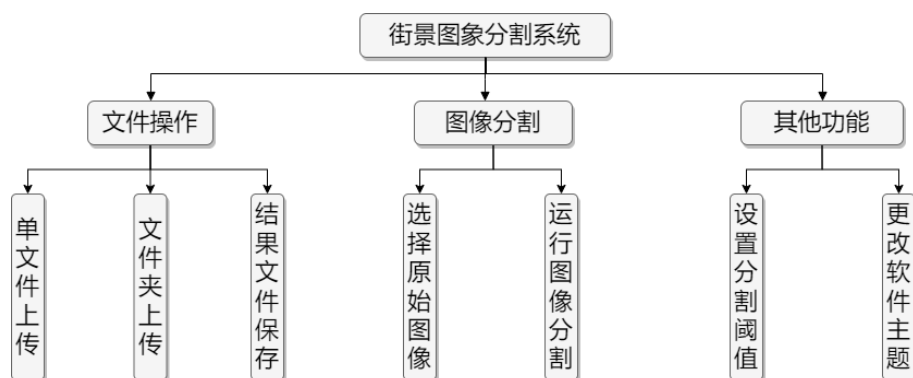 街景图象分割系统
文件操作
图像分割
其他功能
单文件上传
文件夹上传
结果文件保存
选择原始图像
运行图像分割
设置分割阈值
更改软件主题